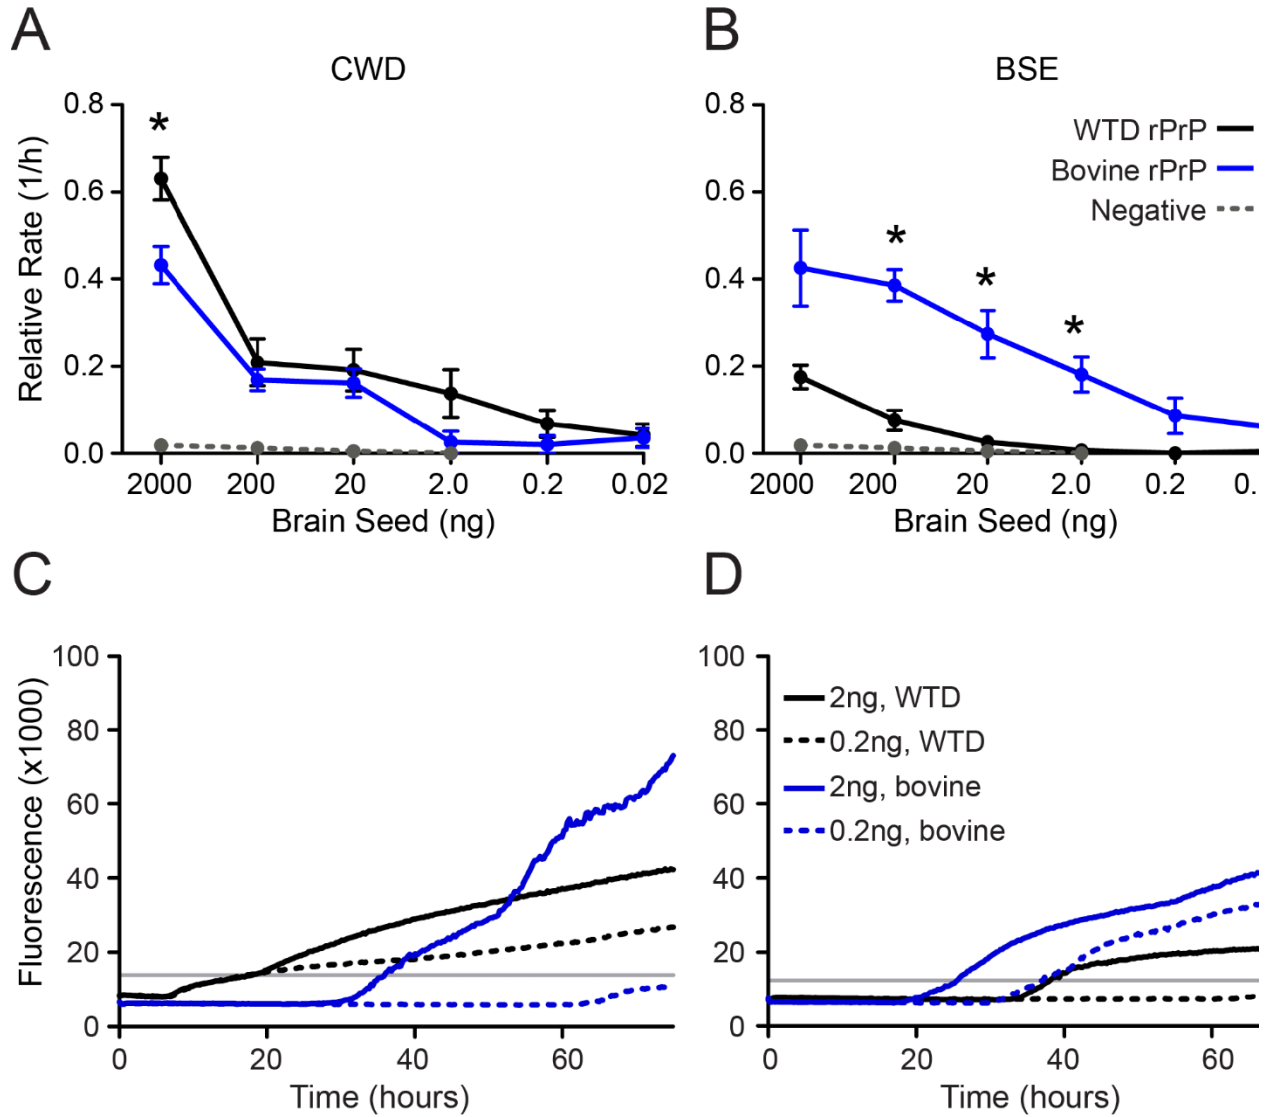 A
B
CWD
BSE
0.8
0.6
0.4
0.2
0.0
Relative Rate (1/h)
*
2000
200
20
2.0
0.2
0.02
Brain Seed (ng)
0.8
0.6
0.4
0.2
0.0
WTD rPrP
Bovine rPrP
Negative
*
*
*
2000
200
20
2.0
0.2
0.
Brain Seed (ng)
C
D
100
80
60
40
20
0
Fluorescence (x1000)
0
20
40
60
Time (hours)
100
80
60
40
20
0
2ng, WTD
0.2ng, WTD
2ng, bovine
0.2ng, bovine
0
20
40
60
Time (hours)